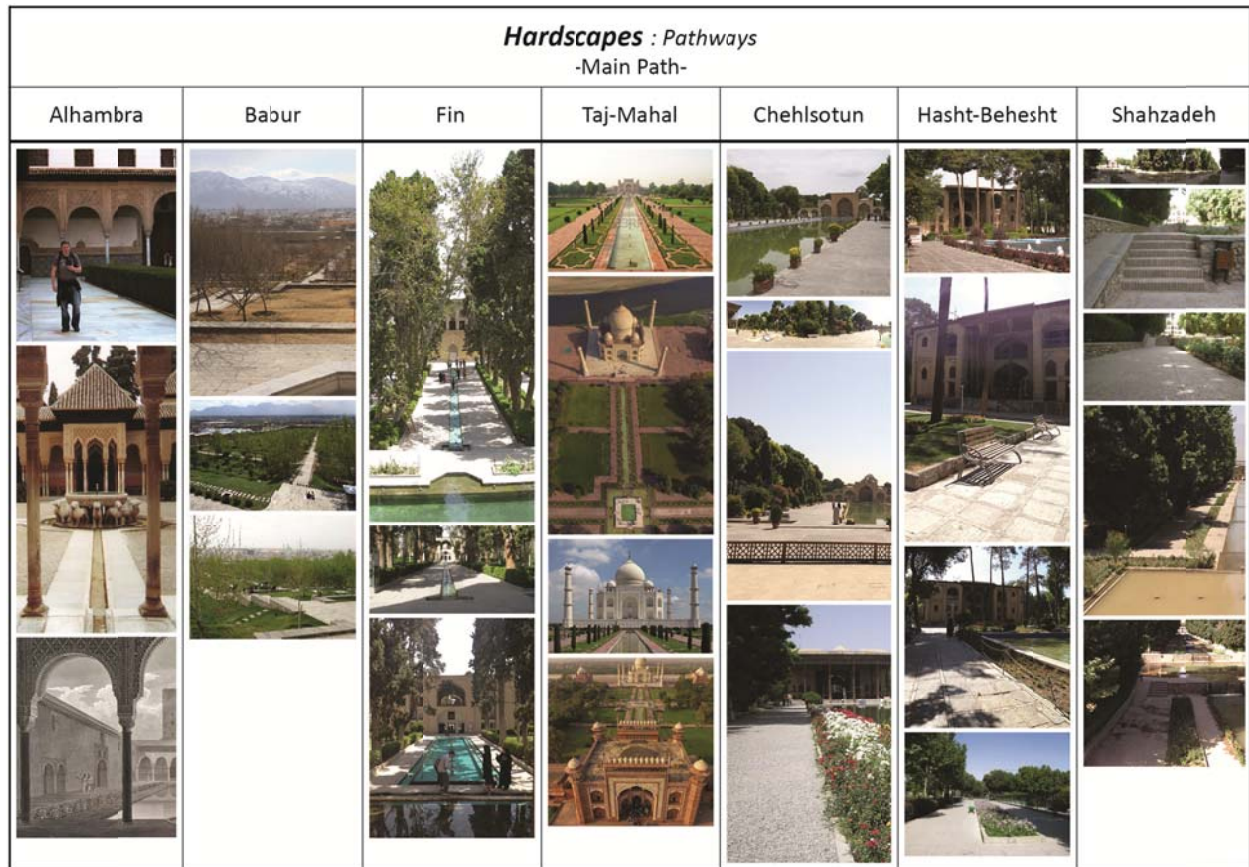 Hardscapes : Pathways
-Main Path-
Alhambra
Babur
Fin
Taj-Mahal
Chehlsotun
Hasht-Behesht
Shahzadeh